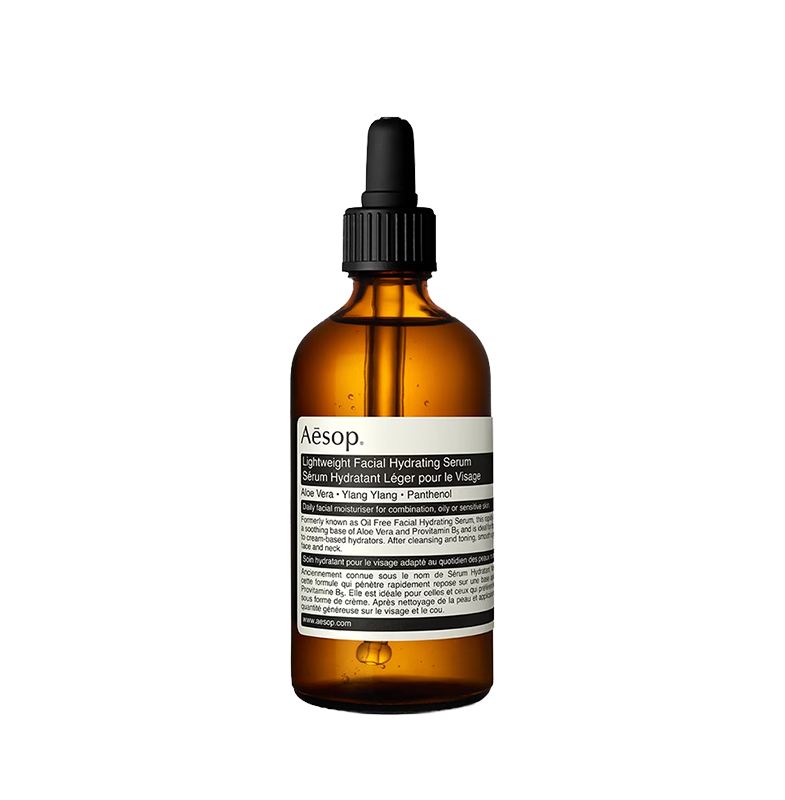 Aēsop®
Lightweight Facial Hydrating Serum
Sérum Hydratant Léger pour le Visage
Aloe Vera • Ylang Ylang • Panthenol
Daily facial moisturiser for combination, oily or sensitive skin
Formerly known as Oil Free Facial Hydrating Serum, this
a soothing base of Aloe Vera and Provitamin B5 and is ideal for
to cream-based hydrators. After cleansing and toning, smooth
face and neck.
Soin hydratant pour le visage adapté au quotidien des peaux
Anciennement connue sous le nom de Sérum Hydratant
cette formule qui pénètre rapidement repose sur une base
Provitamine B5. Elle est idéale pour celles et ceux qui
sous forme de crème. Après nettoyage de la peau et
quantité généreuse sur le visage et le cou.
www.aesop.com